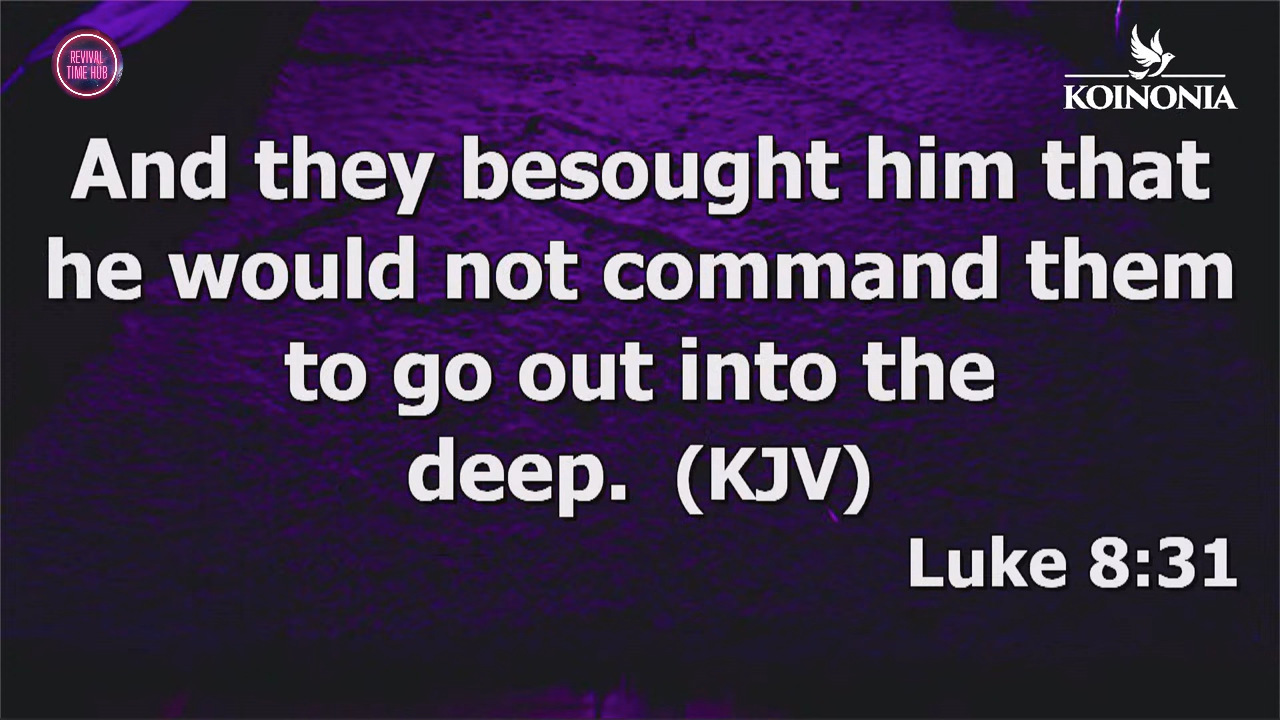 REVIVAL
TIME HUB
KOINONIA
And they besought him that
he would not command them
to go out into the
deep. (KJV)
Luke 8:31